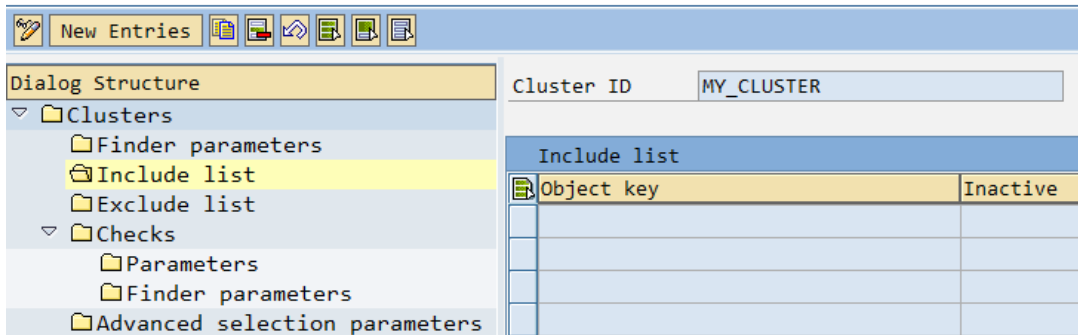 New Entries
Dialog Structure
Clusters
Finder parameters
Include list
Exclude list
Checks
Parameters
Finder parameters
Advanced selection parameters
Cluster ID MY_CLUSTER
Include list
Object key Inactive